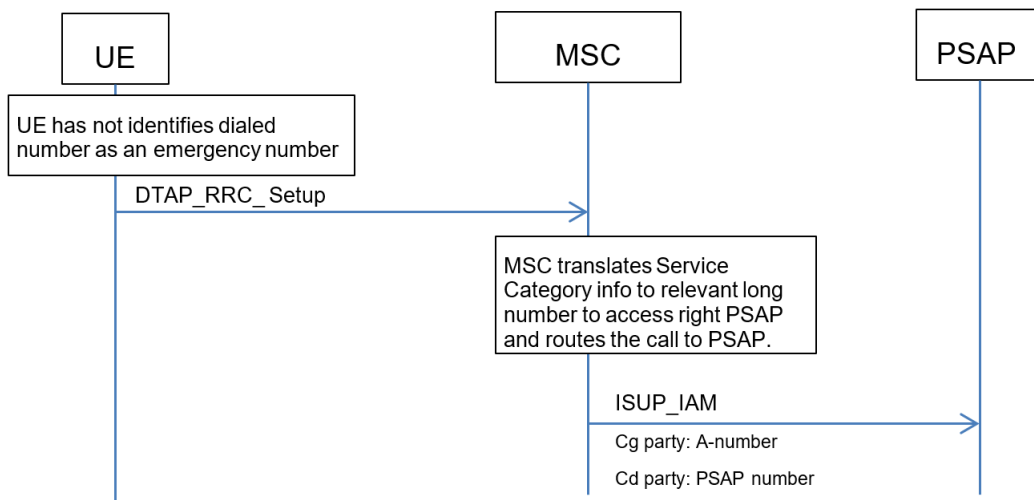 UE
MSC
PSAP
UE has not identifies dialed
number as an emergency number
DTAP_RRC_ Setup
MSC translates Service
Category info to relevant long
number to access right PSAP
and routes the call to PSAP.
ISUP_IAM
Cg party: A-number
Cd party: PSAP number